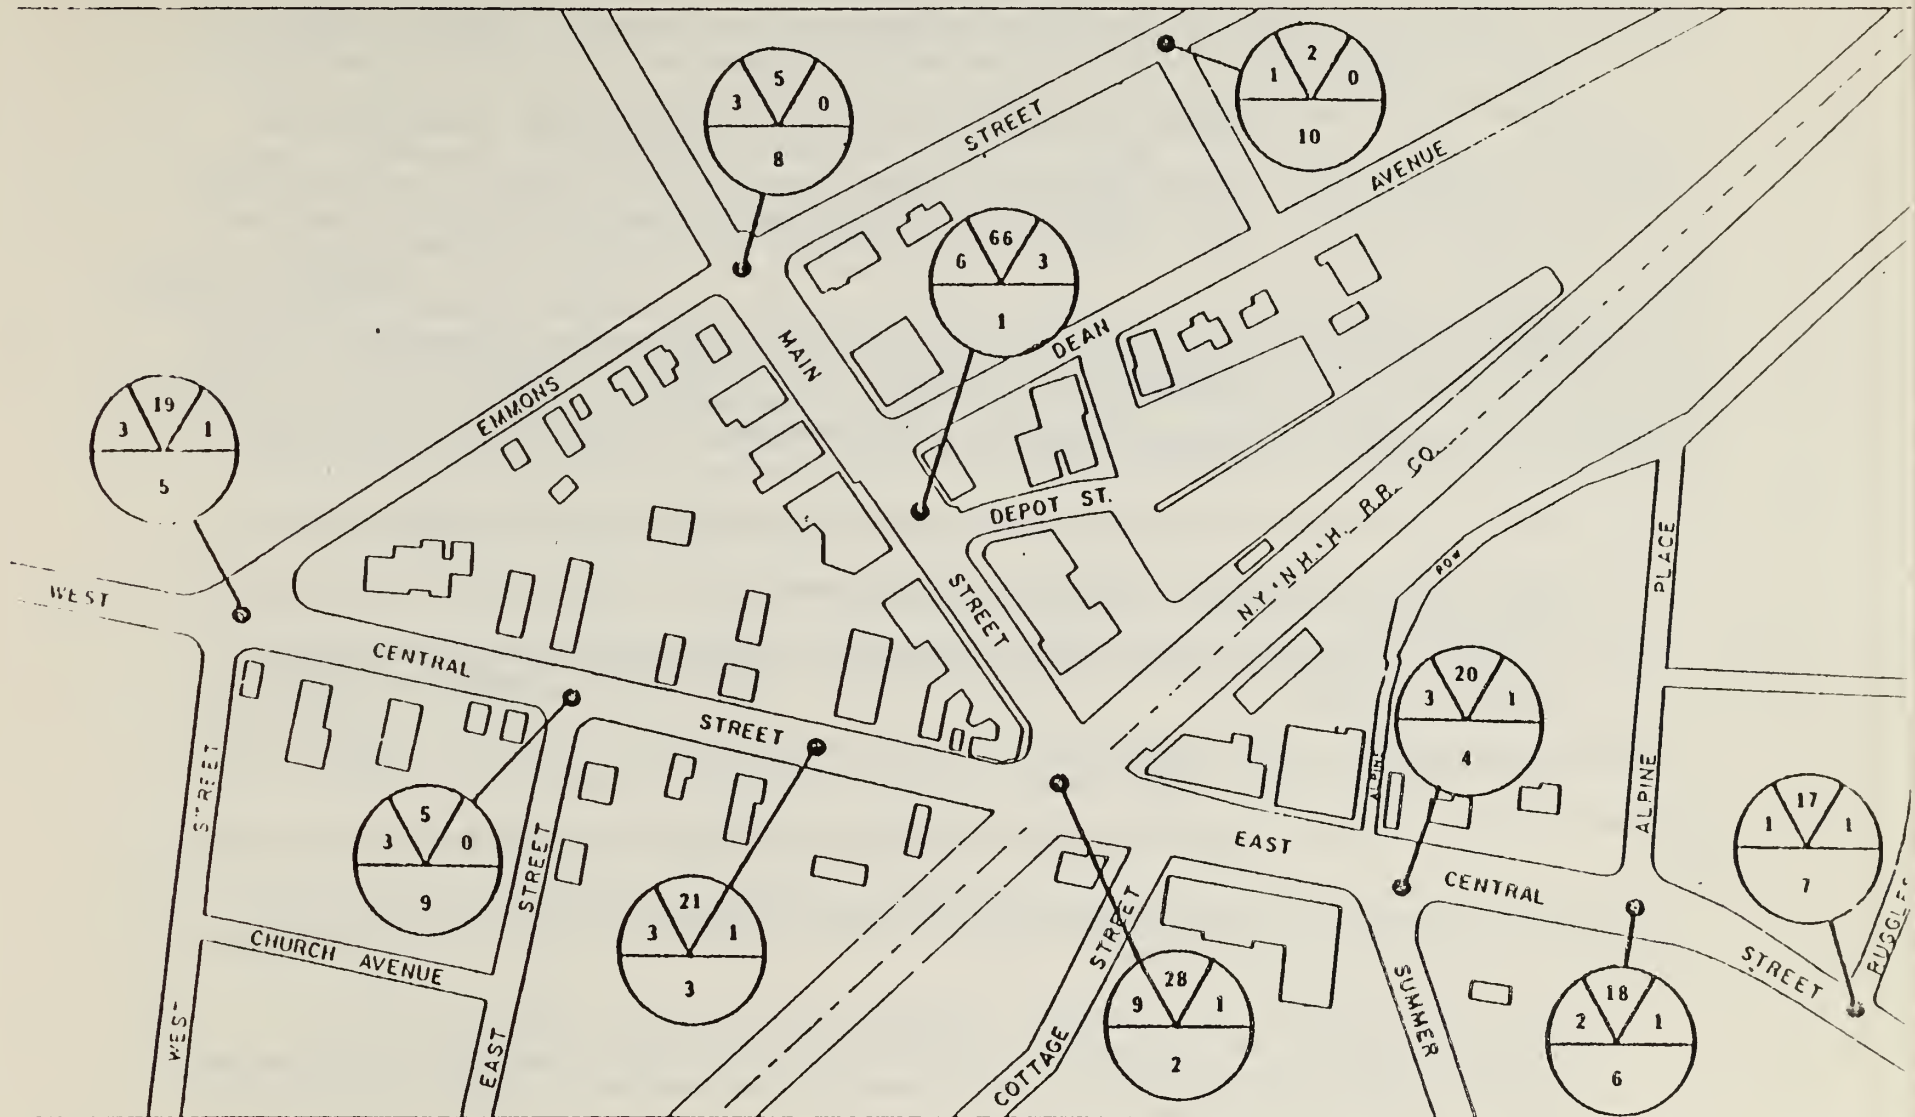 5
3 0
8
2
1 0
10
STREET
AVENUE
66
6 3
1
MAIN
DEAN
EMMONS
19
3 1
5
DEPOT ST.
N.Y. N.H. H. R.R. CO.
ROW
PLACE
WEST
CENTRAL
STREET
STREET
20
3 1
4
ALPINE
ALPINE
EAST
CENTRAL
STREET
17
1 1
7
RUGGLES
STREET
5
3 0
9
STREET
21
3 1
3
STREET
28
9 1
2
18
2 1
6
CHURCH AVENUE
WEST
EAST
COTTAGE
SUMMER